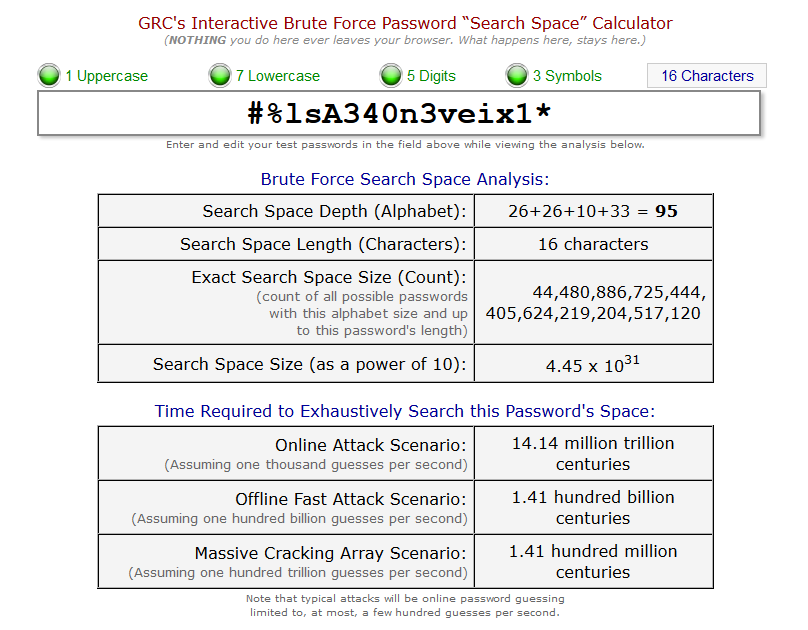 GRC's Interactive Brute Force Password “Search Space” Calculator
(NOTHING you do here ever leaves your browser. What happens here, stays here.)
1 Uppercase 7 Lowercase 5 Digits 3 Symbols 16 Characters
#%lsA340n3veix1*
Enter and edit your test passwords in the field above while viewing the analysis below.
Brute Force Search Space Analysis:
Search Space Depth (Alphabet): 26+26+10+33 = 95
Search Space Length (Characters): 16 characters
Exact Search Space Size (Count):
(count of all possible passwords
with this alphabet size and up
to this password's length)
44,480,886,725,444,
405,624,219,204,517,120
Search Space Size (as a power of 10): 4.45 x 10³¹
Time Required to Exhaustively Search this Password's Space:
Online Attack Scenario:
(Assuming one thousand guesses per second)
14.14 million trillion
centuries
Offline Fast Attack Scenario:
(Assuming one hundred billion guesses per second)
1.41 hundred billion
centuries
Massive Cracking Array Scenario:
(Assuming one hundred trillion guesses per second)
1.41 hundred million
centuries
Note that typical attacks will be online password guessing
limited to, at most, a few hundred guesses per second.